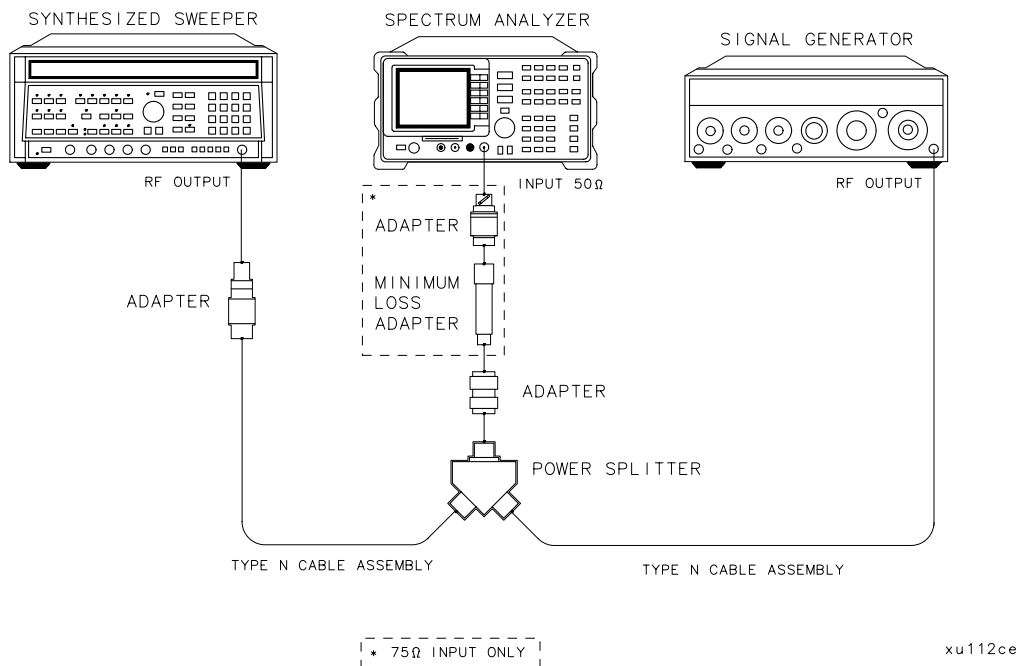 SYNTHESIZED SWEEPER
SPECTRUM ANALYZER
SIGNAL GENERATOR
RF OUTPUT
INPUT 50Ω
RF OUTPUT
*
ADAPTER
MINIMUM
LOSS
ADAPTER
ADAPTER
ADAPTER
POWER SPLITTER
TYPE N CABLE ASSEMBLY
TYPE N CABLE ASSEMBLY
* 75Ω INPUT ONLY
xu112ce